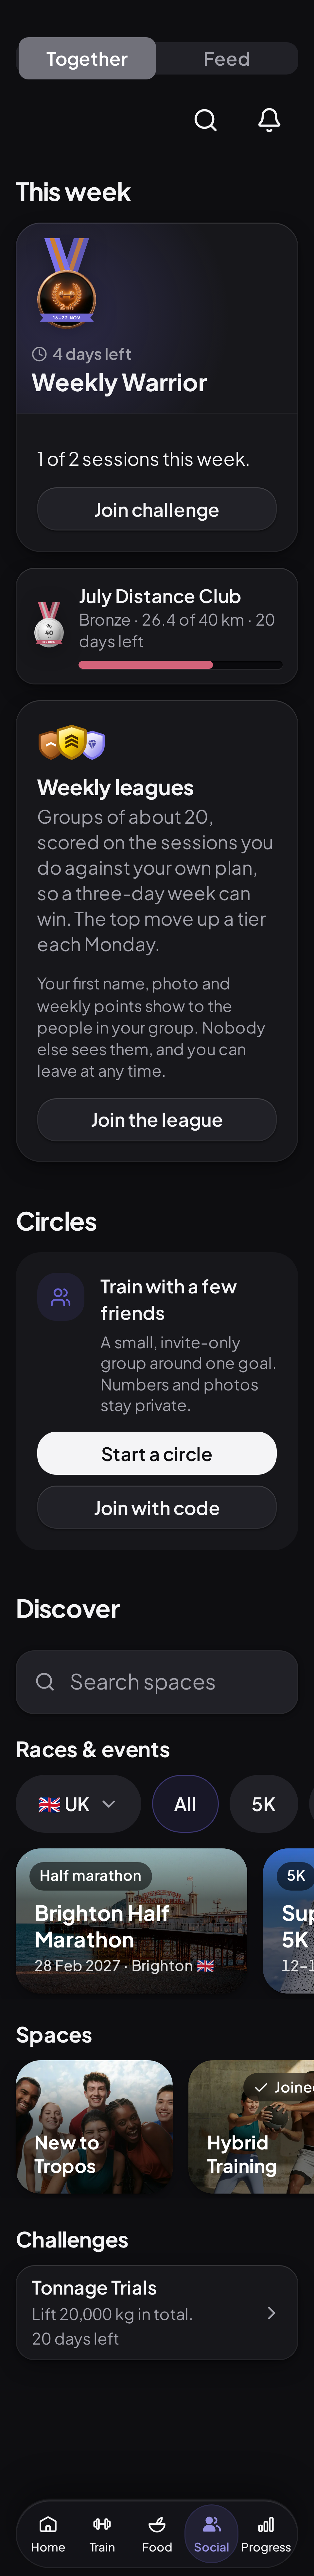 Together
Feed
This week
16-22 NOV
4 days left
Weekly Warrior
1 of 2 sessions this week.
Join challenge
40
July Distance Club
Bronze · 26.4 of 40 km · 20
days left
Weekly leagues
Groups of about 20,
scored on the sessions you
do against your own plan,
so a three-day week can
win. The top move up a tier
each Monday.
Your first name, photo and
weekly points show to the
people in your group. Nobody
else sees them, and you can
leave at any time.
Join the league
Circles
Train with a few
friends
A small, invite-only
group around one goal.
Numbers and photos
stay private.
Start a circle
Join with code
Discover
Search spaces
Races & events
🇬🇧 UK
All
5K
Half marathon
Brighton Half
Marathon
28 Feb 2027 · Brighton 🇬🇧
5K
Sup
5K
12-1
Spaces
New to
Tropos
Joine
Hybrid
Training
Challenges
Tonnage Trials
Lift 20,000 kg in total.
20 days left
Home
Train
Food
Social
Progress